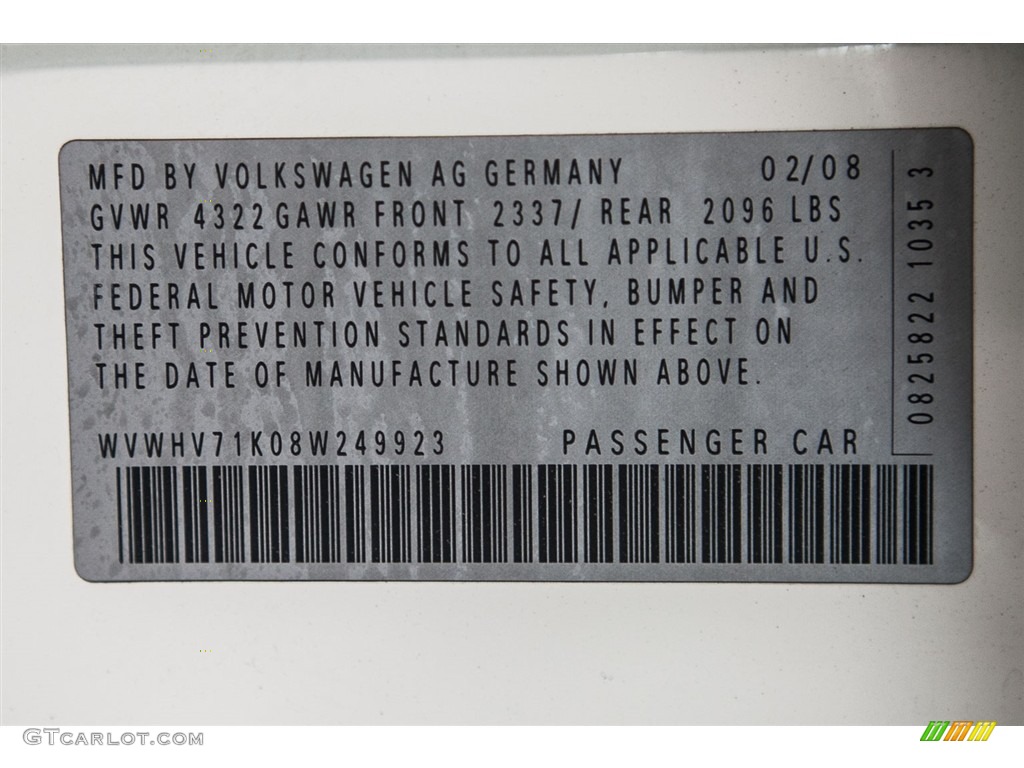 MFD BY VOLKSWAGEN AG GERMANY 02/08
GVWR 4322 GAWR FRONT 2337/ REAR 2096 LBS
THIS VEHICLE CONFORMS TO ALL APPLICABLE U.S.
FEDERAL MOTOR VEHICLE SAFETY, BUMPER AND
THEFT PREVENTION STANDARDS IN EFFECT ON
THE DATE OF MANUFACTURE SHOWN ABOVE.
WVWHV71K08W249923 PASSENGER CAR
0825822 1035 3
GTCARLOT.COM